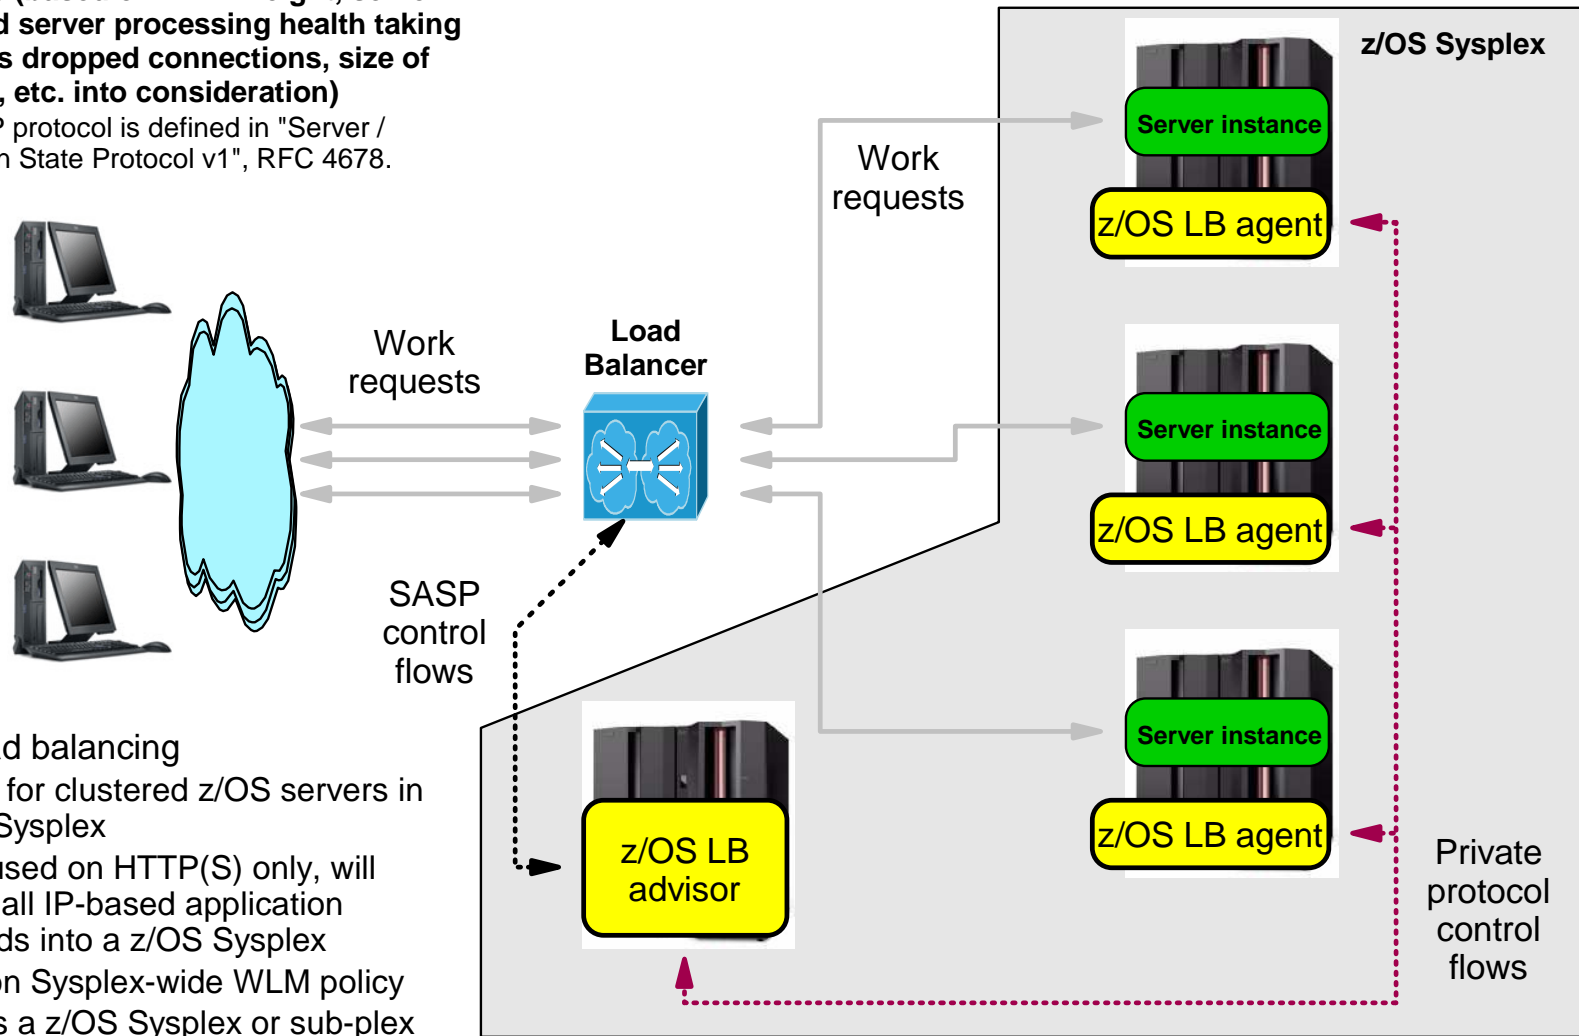 d server processing health taking
s dropped connections, size of
, etc. into consideration)
P protocol is defined in "Server /
n State Protocol v1", RFC 4678.
z/OS Sysplex
Server instance
z/OS LB agent
Work
requests
Work
requests
Load
Balancer
Server instance
z/OS LB agent
SASP
control
flows
Server instance
z/OS LB agent
z/OS LB
advisor
Private
protocol
control
flows
d balancing
for clustered z/OS servers in
Sysplex
used on HTTP(S) only, will
all IP-based application
ds into a z/OS Sysplex
on Sysplex-wide WLM policy
s a z/OS Sysplex or sub-plex